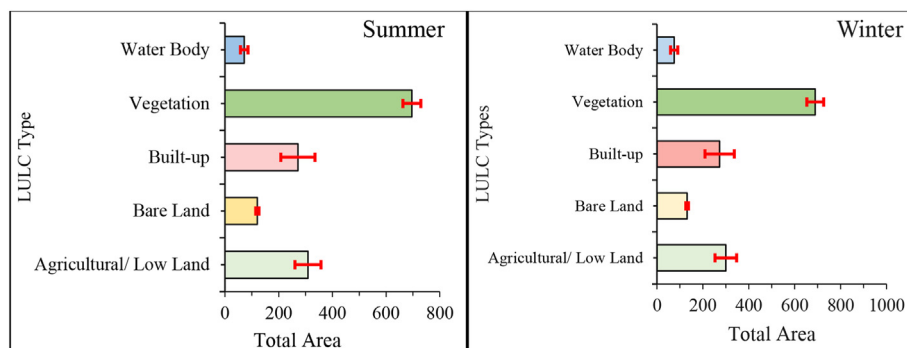 Summer
LULC Type
Water Body
Vegetation
Built-up
Bare Land
Agricultural/ Low Land
0 200 400 600 800
Total Area
Winter
LULC Types
Water Body
Vegetation
Built-up
Bare Land
Agricultural/ Low Land
0 200 400 600 800 1000
Total Area